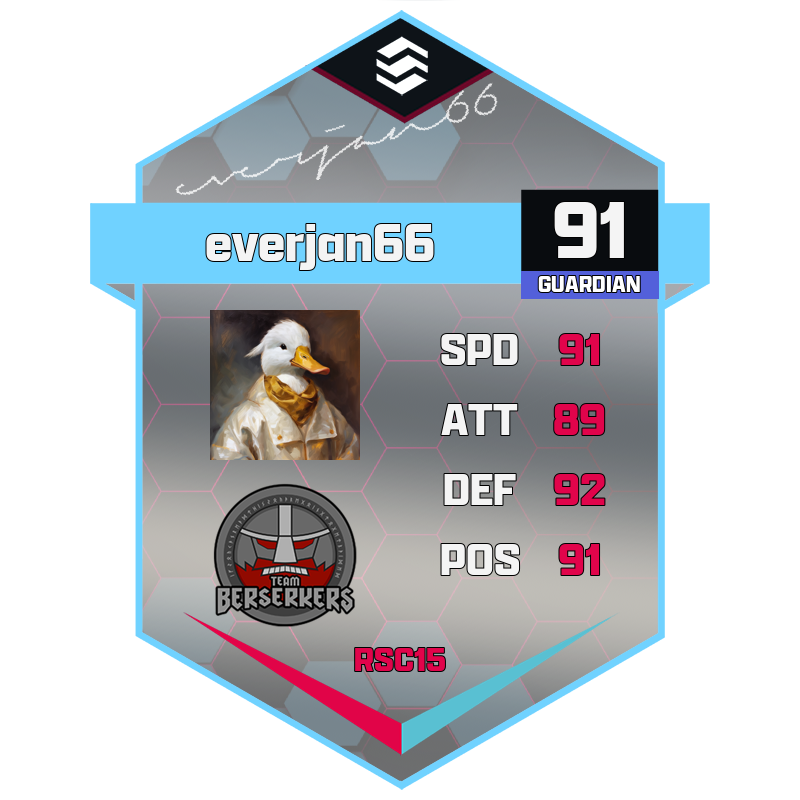 everjan66
everjan66
91
GUARDIAN
SPD 91
ATT 89
DEF 92
POS 91
TEAM
BERSERKERS
RSC15